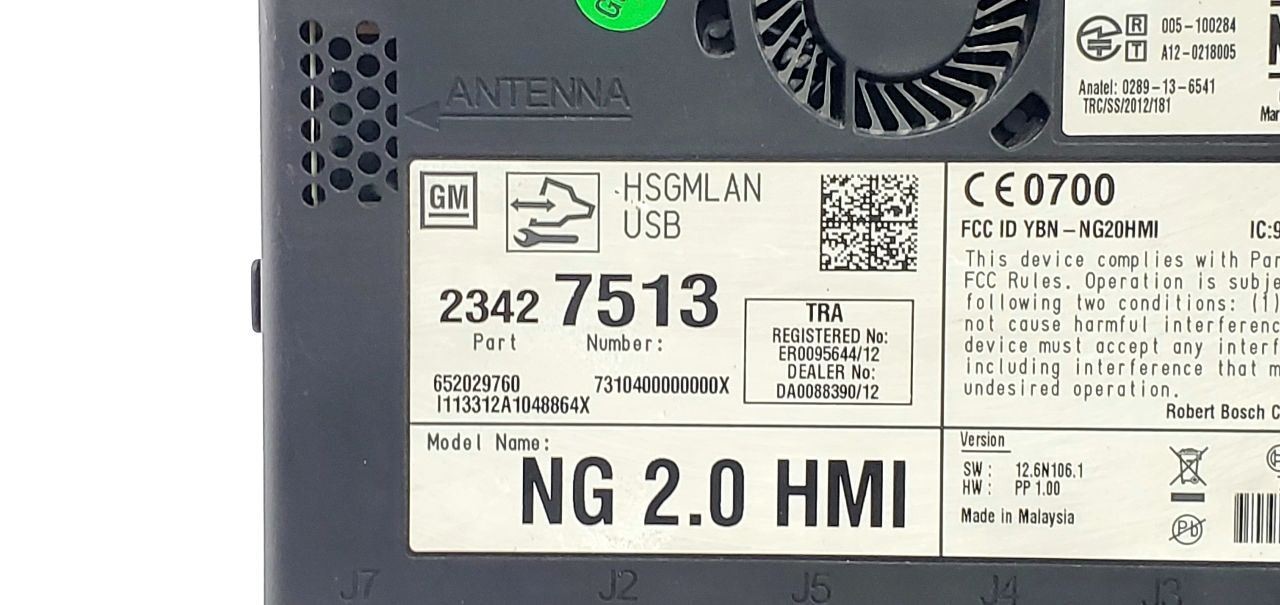 ANTENNA
R 005-100284
T A12-0218005
Anatel: 0289-13-6541
TRC/SS/2012/181
GM
-HSGMLAN
USB
2342 7513
Part Number:
652029760 7310400000000X
I113312A1048864X
TRA
REGISTERED No:
ER0095644/12
DEALER No:
DA0088390/12
Model Name:
NG 2.0 HMI
CE0700
FCC ID YBN-NG20HMI IC:9
This device complies with Par
FCC Rules. Operation is subje
following two conditions: (1)
not cause harmful interferenc
device must accept any interf
including interference that m
undesired operation.
Robert Bosch C
Version
SW: 12.6N106.1
HW: PP 1.00
Made in Malaysia
Pb
J7 J2 J5 J4 J3